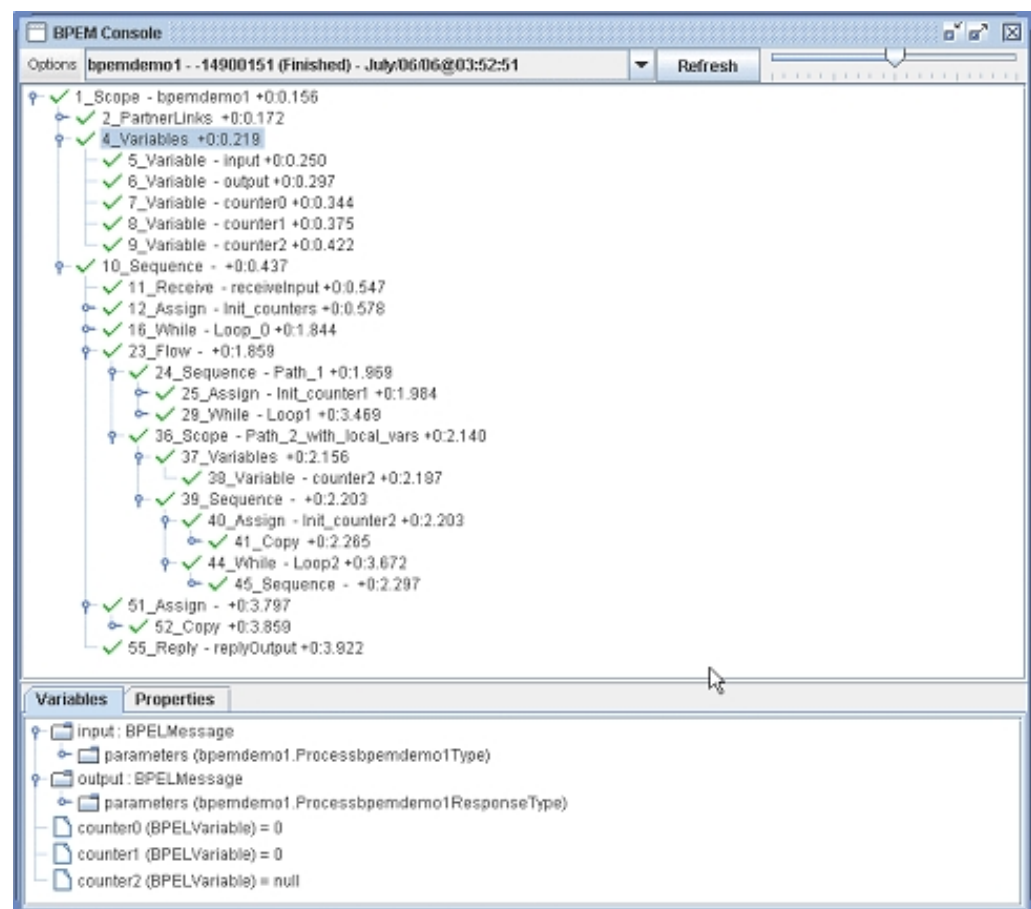 BPEM Console
Options bpemdemo1 - -14900151 (Finished) - July/06/06@03:52:51 Refresh
1_Scope - bpemdemo1 +0:0.156
2_PartnerLinks +0:0.172
4_Variables +0:0.219
5_Variable - input +0:0.250
6_Variable - output +0:0.297
7_Variable - counter0 +0:0.344
8_Variable - counter1 +0:0.375
9_Variable - counter2 +0:0.422
10_Sequence - +0:0.437
11_Receive - receiveInput +0:0.547
12_Assign - Init_counters +0:0.578
16_While - Loop_0 +0:1.844
23_Flow - +0:1.859
24_Sequence - Path_1 +0:1.969
25_Assign - Init_counter1 +0:1.984
29_While - Loop1 +0:3.469
36_Scope - Path_2_with_local_vars +0:2.140
37_Variables +0:2.156
38_Variable - counter2 +0:2.187
39_Sequence - +0:2.203
40_Assign - Init_counter2 +0:2.203
41_Copy +0:2.265
44_While - Loop2 +0:3.672
45_Sequence - +0:2.297
51_Assign - +0:3.797
52_Copy +0:3.859
55_Reply - replyOutput +0:3.922
Variables Properties
input : BPELMessage
parameters (bpemdemo1.Processbpemdemo1Type)
output : BPELMessage
parameters (bpemdemo1.Processbpemdemo1ResponseType)
counter0 (BPELVariable) = 0
counter1 (BPELVariable) = 0
counter2 (BPELVariable) = null